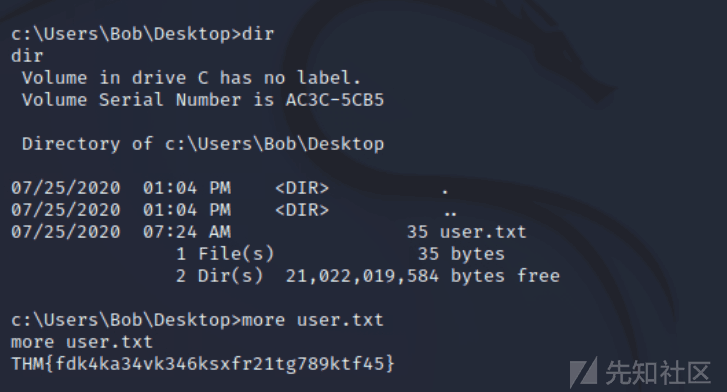 c:\Users\Bob\Desktop>dir
dir
 Volume in drive C has no label.
 Volume Serial Number is AC3C-5CB5

 Directory of c:\Users\Bob\Desktop

07/25/2020  01:04 PM    <DIR>          .
07/25/2020  01:04 PM    <DIR>          ..
07/25/2020  07:24 AM                35 user.txt
               1 File(s)             35 bytes
               2 Dir(s)  21,022,019,584 bytes free

c:\Users\Bob\Desktop>more user.txt
more user.txt
THM{fdk4ka34vk346ksxfr21tg789ktf45}
先知社区